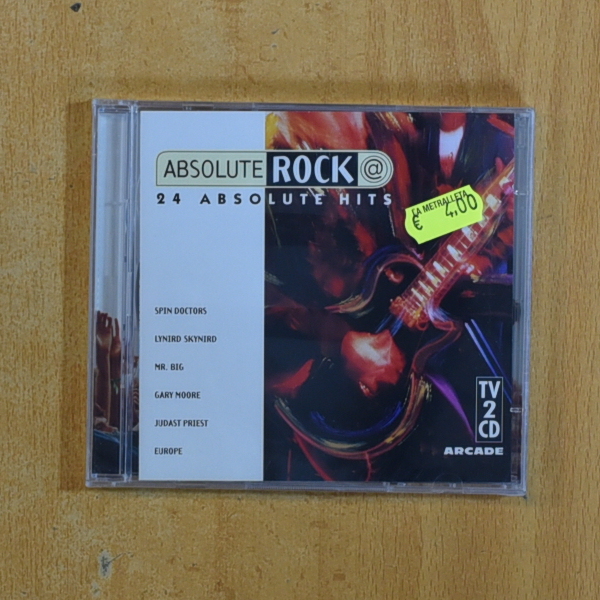 ABSOLUTE ROCK @
24 ABSOLUTE HITS
LA METRALLETA
€ 4,00
SPIN DOCTORS
LYNIRD SKYNIRD
MR. BIG
GARY MOORE
JUDAST PRIEST
EUROPE
TV
2
CD
ARCADE